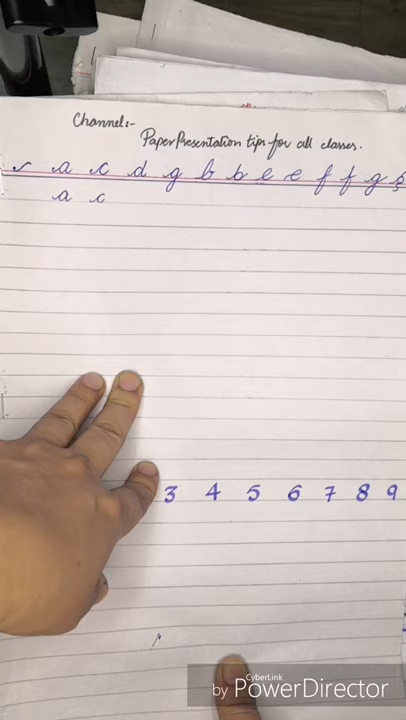 Channel:-
Paper Presentation tips for all classes.
a c d g b b e e f f g
a c
3 4 5 6 7 8 9
CyberLink
by PowerDirector